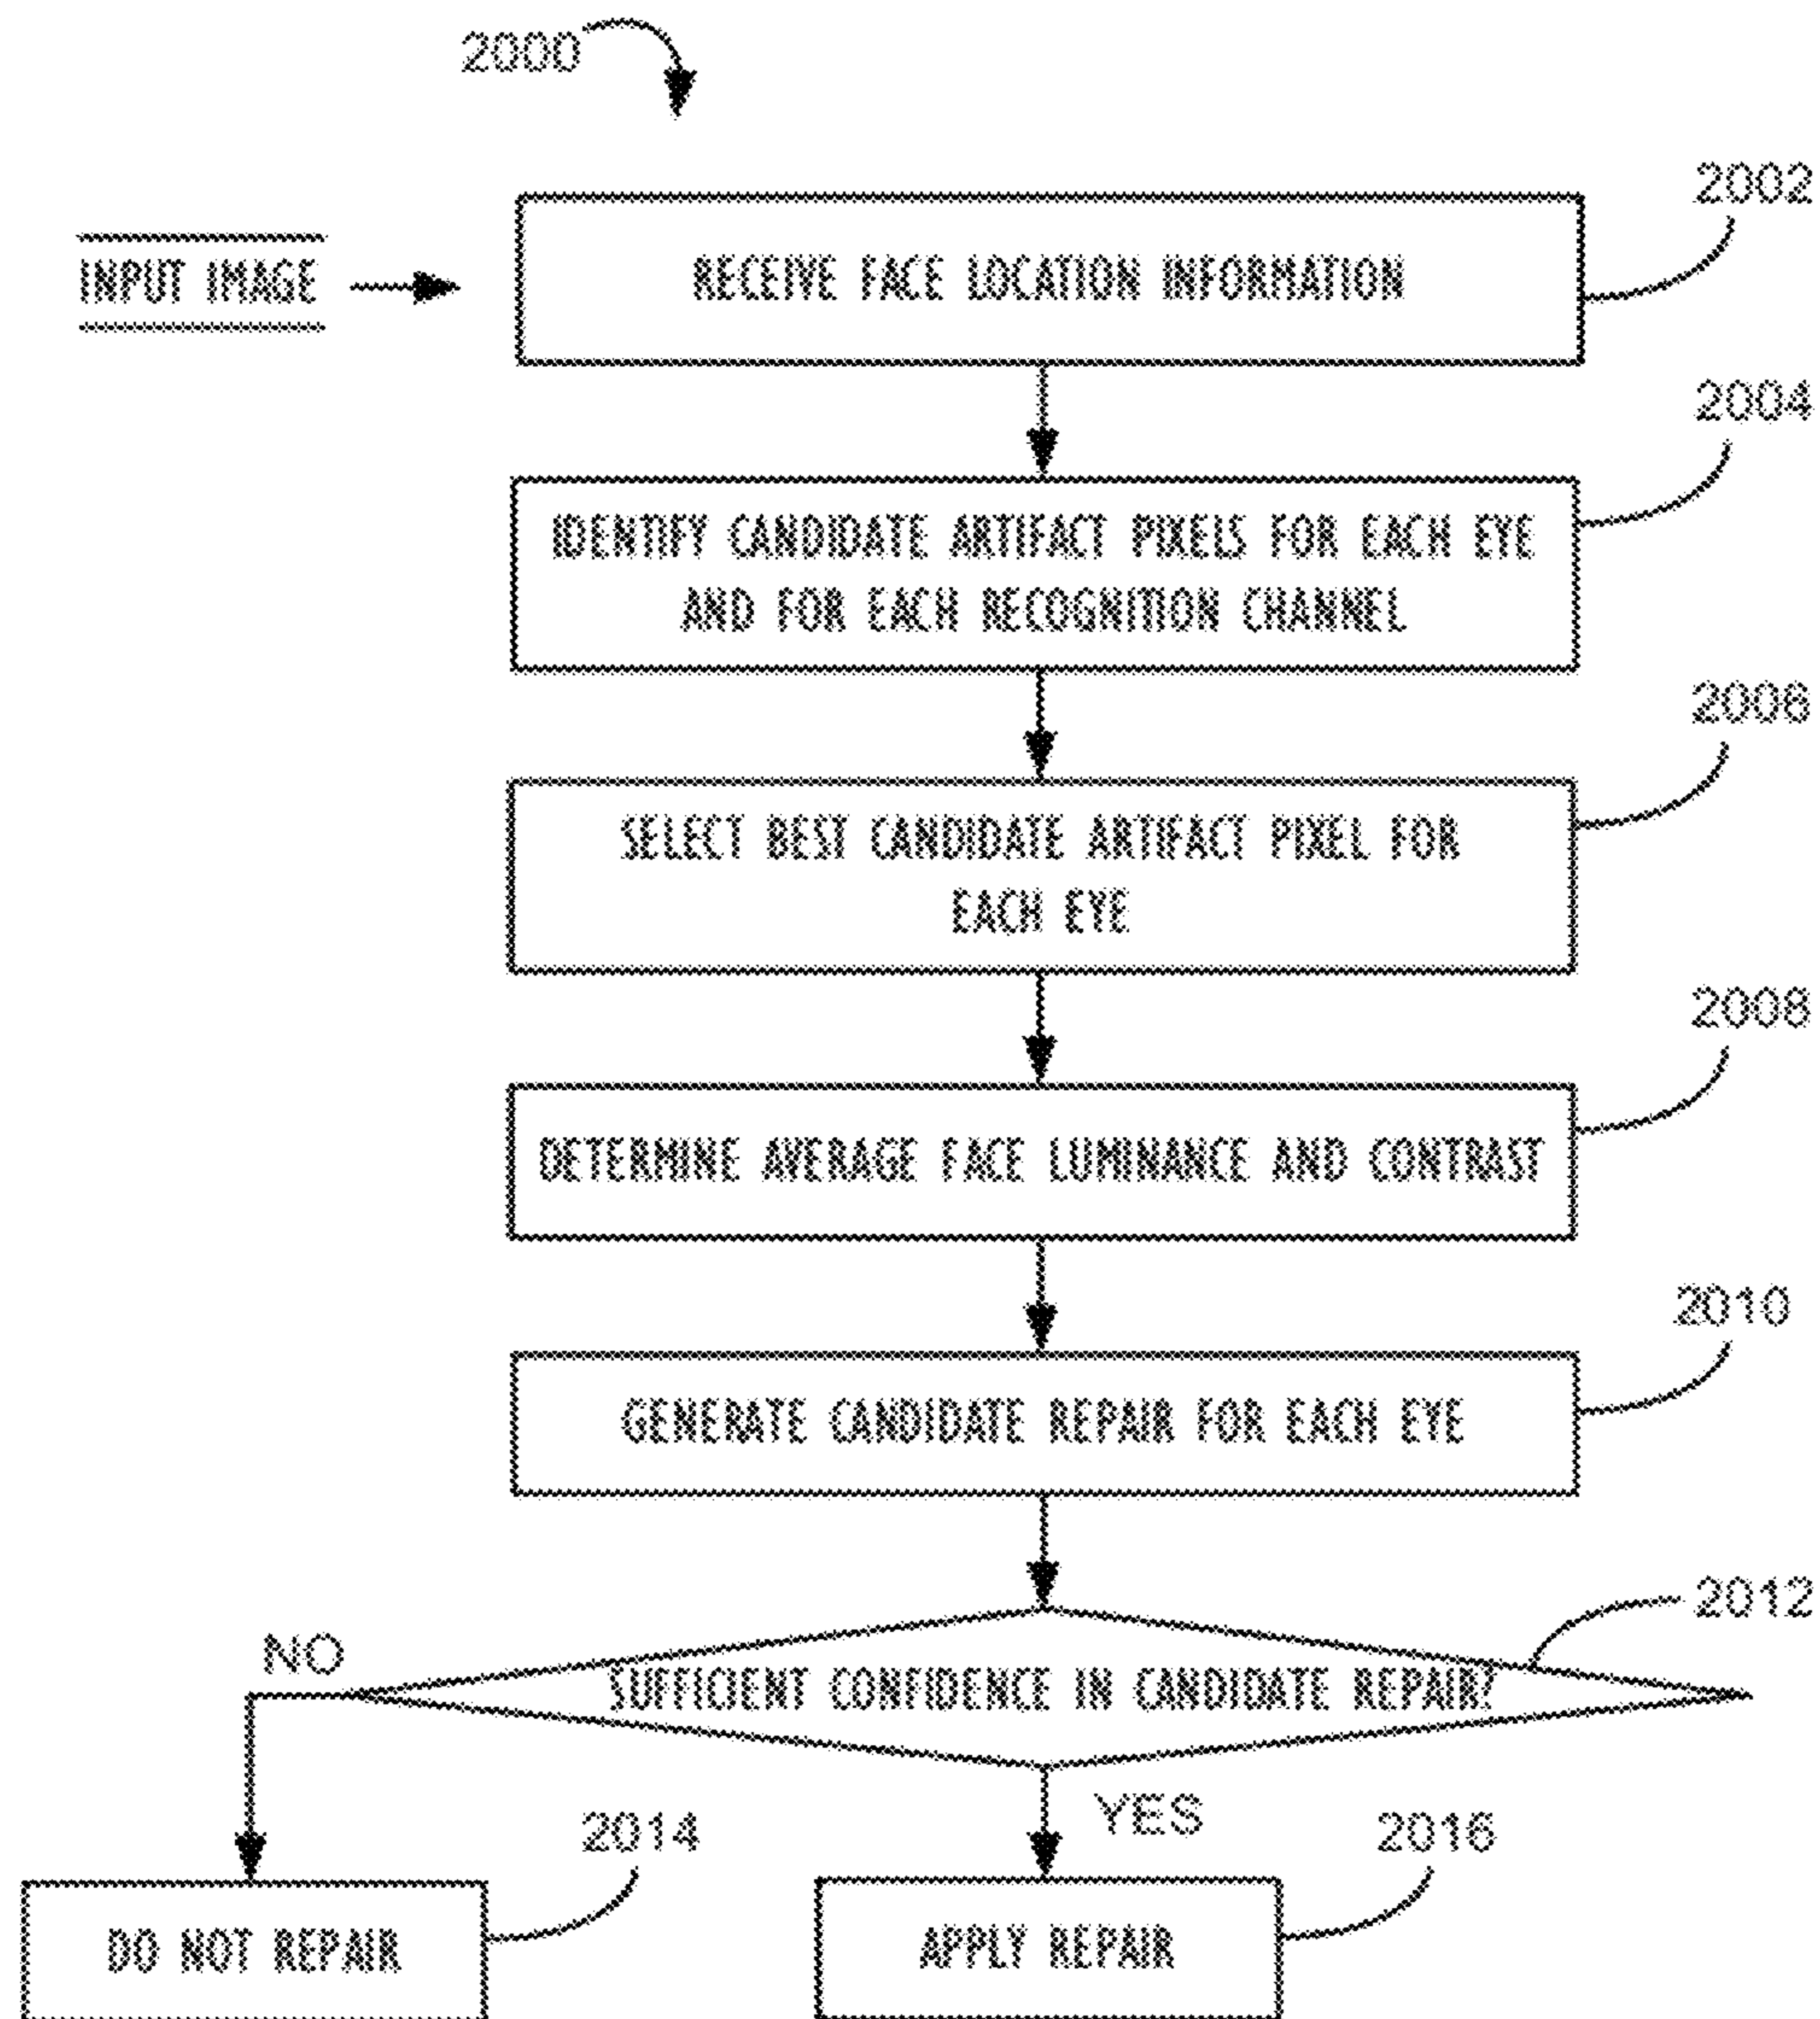 2000
2002
INPUT IMAGE
RECEIVE FACE LOCATION INFORMATION
2004
IDENTIFY CANDIDATE ARTIFACT PIXELS FOR EACH EYE
AND FOR EACH RECOGNITION CHANNEL
2006
SELECT BEST CANDIDATE ARTIFACT PIXEL FOR
EACH EYE
2008
DETERMINE AVERAGE FACE LUMINANCE AND CONTRAST
2010
GENERATE CANDIDATE REPAIR FOR EACH EYE
2012
NO
SUFFICIENT CONFIDENCE IN CANDIDATE REPAIR?
YES
2014
2016
DO NOT REPAIR
APPLY REPAIR